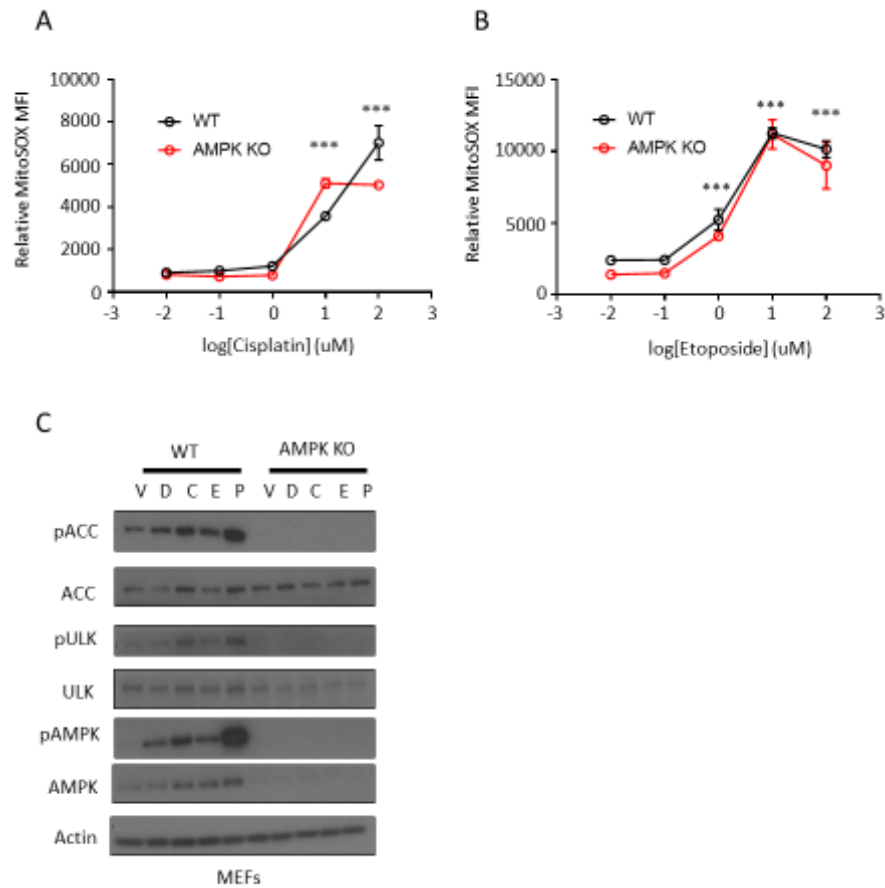 A
Relative MitoSOX MFI
10000
8000
6000
4000
2000
0
WT
AMPK KO
***
***
-3 -2 -1 0 1 2 3
log[Cisplatin] (uM)
B
Relative MitoSOX MFI
15000
10000
5000
0
WT
AMPK KO
***
***
***
-3 -2 -1 0 1 2 3
log[Etoposide] (uM)
C
WT AMPK KO
V D C E P V D C E P
pACC
ACC
pULK
ULK
pAMPK
AMPK
Actin
MEFs